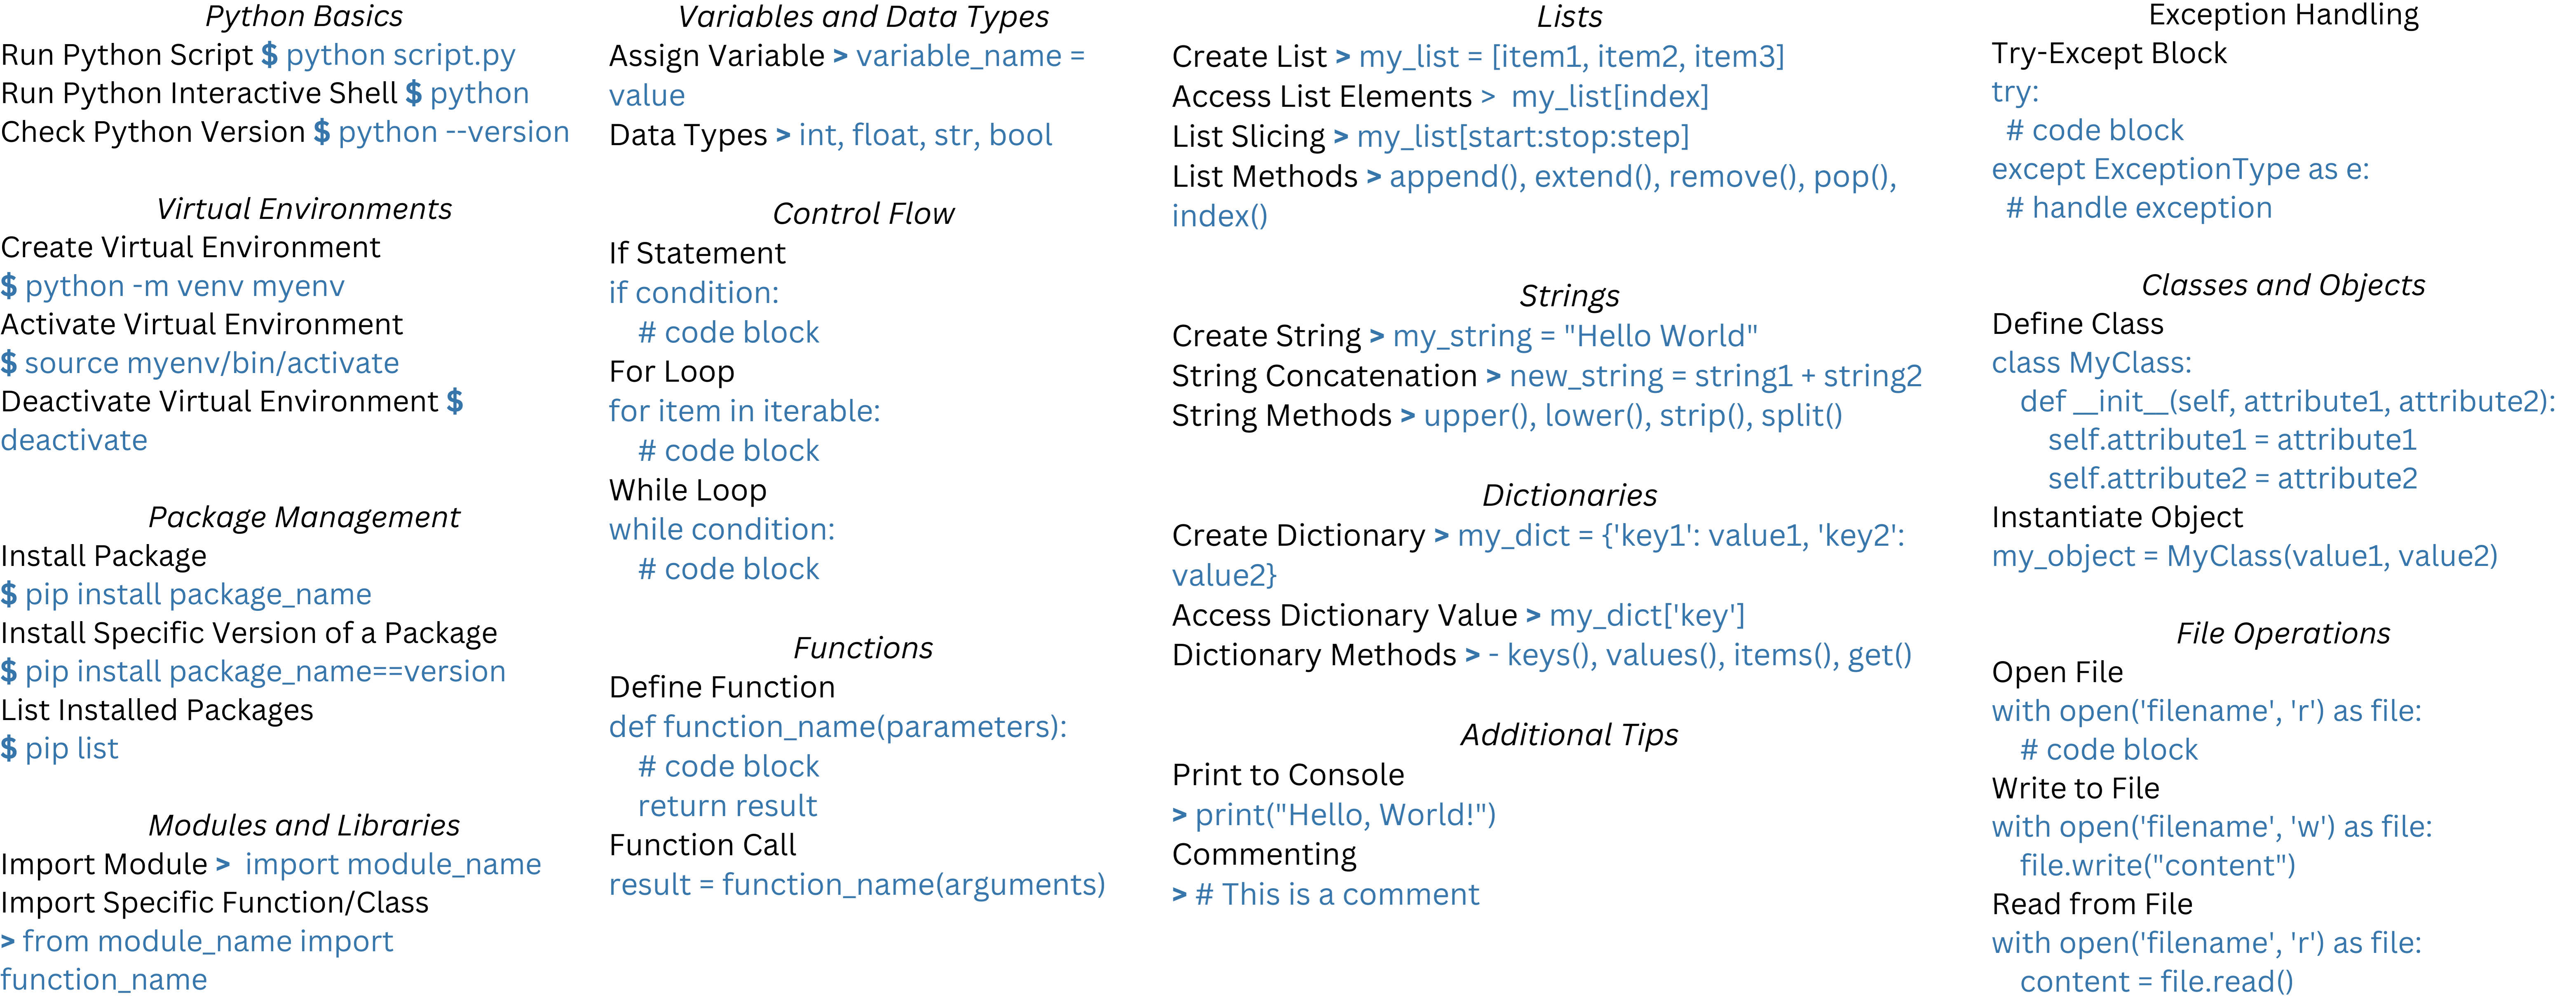 Python Basics
Run Python Script $ python script.py
Run Python Interactive Shell $ python
Check Python Version $ python --version
Virtual Environments
Create Virtual Environment
$ python -m venv myenv
Activate Virtual Environment
$ source myenv/bin/activate
Deactivate Virtual Environment $
deactivate
Package Management
Install Package
$ pip install package_name
Install Specific Version of a Package
$ pip install package_name==version
List Installed Packages
$ pip list
Modules and Libraries
Import Module >  import module_name
Import Specific Function/Class
> from module_name import
function_name
Variables and Data Types
Assign Variable > variable_name =
value
Data Types > int, float, str, bool
Control Flow
If Statement
if condition:
    # code block
For Loop
for item in iterable:
    # code block
While Loop
while condition:
    # code block
Functions
Define Function
def function_name(parameters):
    # code block
    return result
Function Call
result = function_name(arguments)
Lists
Create List > my_list = [item1, item2, item3]
Access List Elements >  my_list[index]
List Slicing > my_list[start:stop:step]
List Methods > append(), extend(), remove(), pop(),
index()
Strings
Create String > my_string = "Hello World"
String Concatenation > new_string = string1 + string2
String Methods > upper(), lower(), strip(), split()
Dictionaries
Create Dictionary > my_dict = {'key1': value1, 'key2':
value2}
Access Dictionary Value > my_dict['key']
Dictionary Methods > - keys(), values(), items(), get()
Additional Tips
Print to Console
> print("Hello, World!")
Commenting
> # This is a comment
Exception Handling
Try-Except Block
try:
  # code block
except ExceptionType as e:
  # handle exception
Classes and Objects
Define Class
class MyClass:
    def __init__(self, attribute1, attribute2):
        self.attribute1 = attribute1
        self.attribute2 = attribute2
Instantiate Object
my_object = MyClass(value1, value2)
File Operations
Open File
with open('filename', 'r') as file:
    # code block
Write to File
with open('filename', 'w') as file:
    file.write("content")
Read from File
with open('filename', 'r') as file:
    content = file.read()